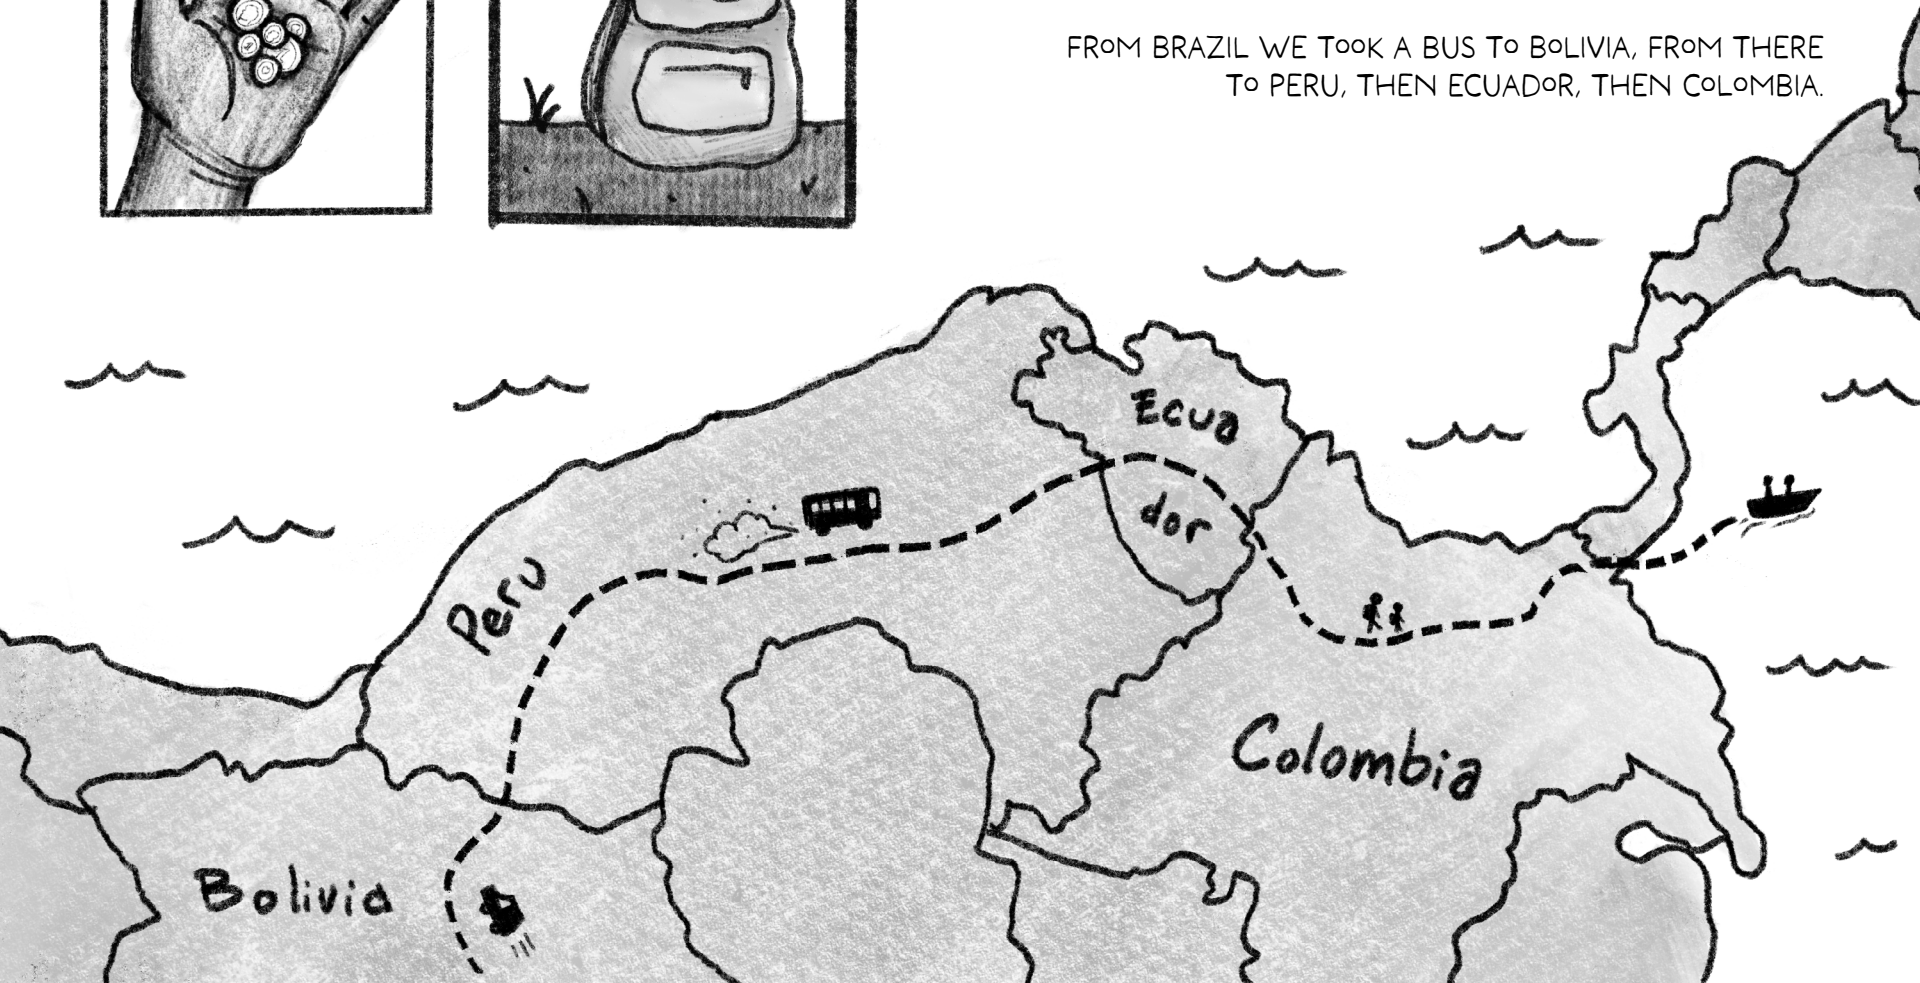 FROM BRAZIL WE TOOK A BUS TO BOLIVIA, FROM THERE
TO PERU, THEN ECUADOR, THEN COLOMBIA.
Ecua
dor
Peru
Colombia
Bolivia